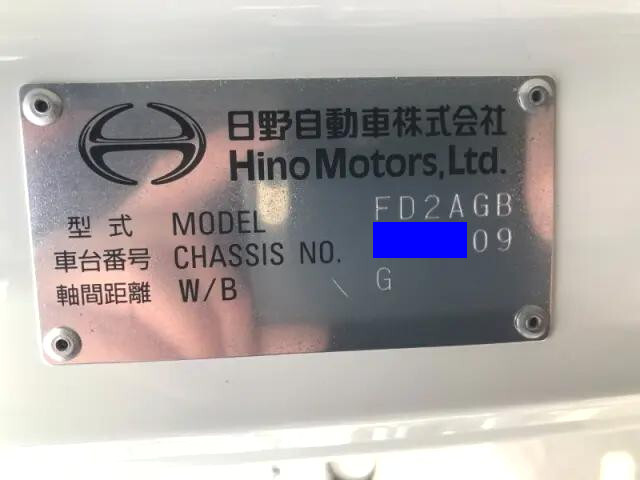 日野自動車株式会社
Hino Motors, Ltd.
型式 MODEL FD2AGB
車台番号 CHASSIS NO. 09
軸間距離 W/B G